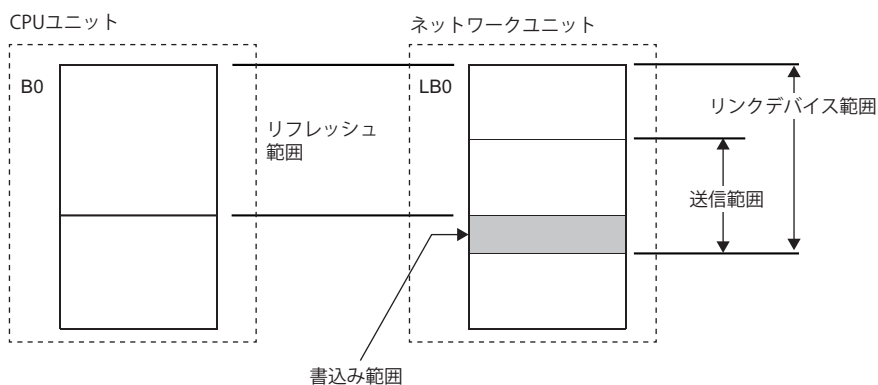 CPUユニット
ネットワークユニット
B0
LB0
リンクデバイス範囲
リフレッシュ
範囲
送信範囲
書込み範囲